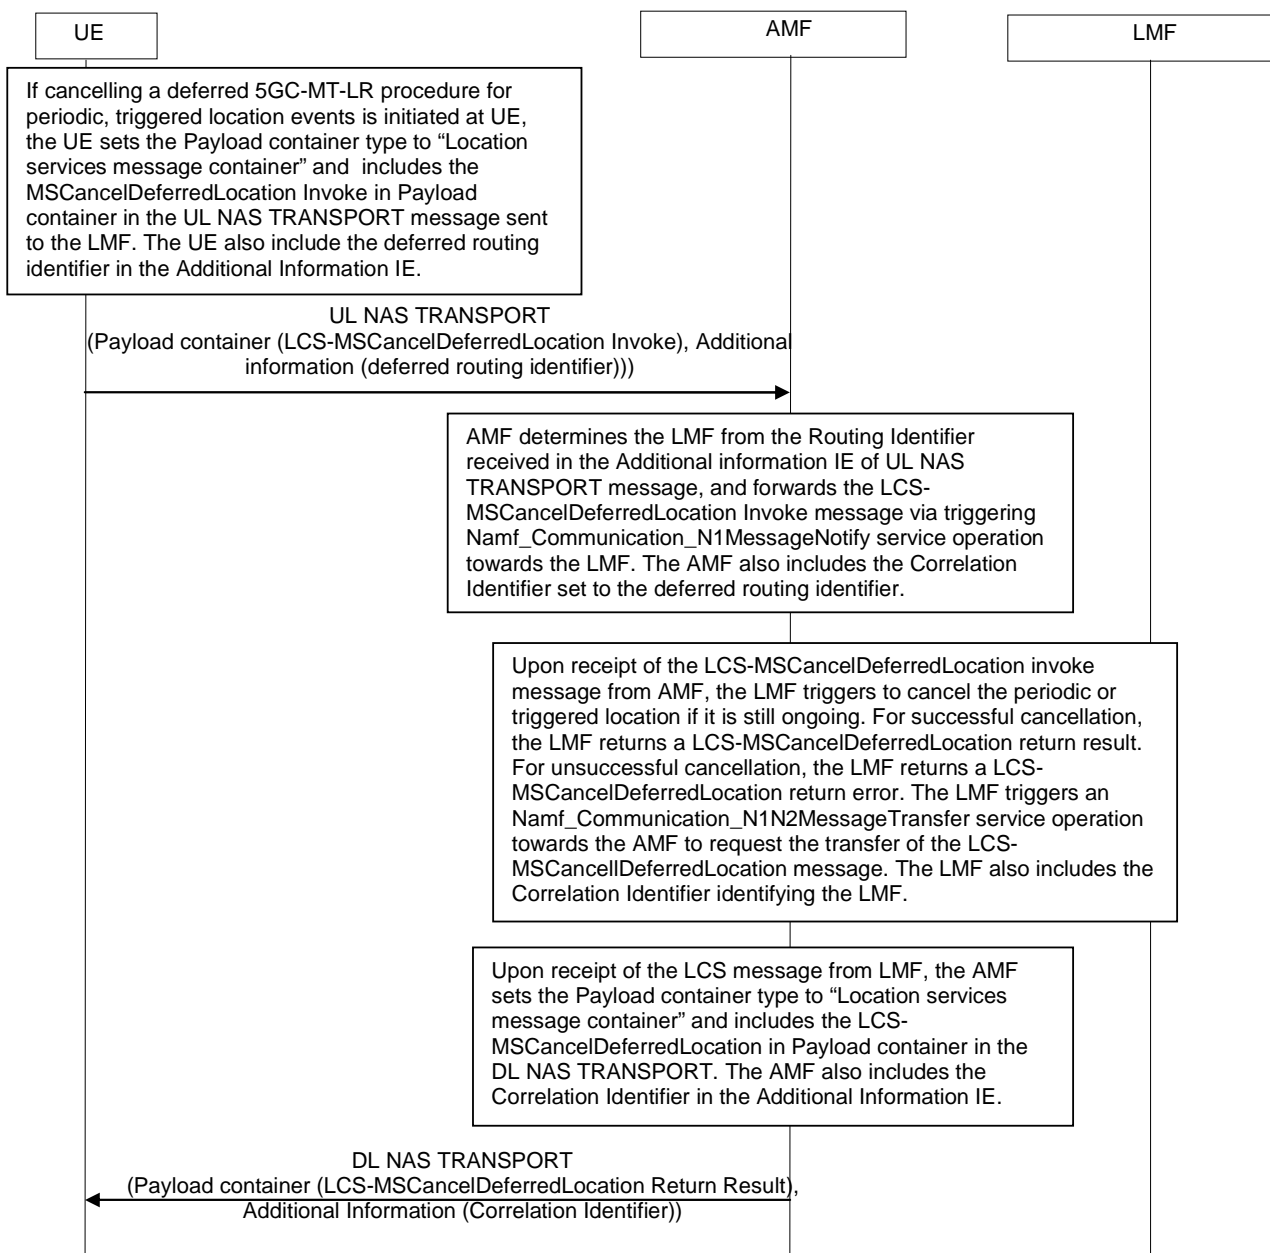 UE
AMF
LMF
If cancelling a deferred 5GC-MT-LR procedure for
periodic, triggered location events is initiated at UE,
the UE sets the Payload container type to “Location
services message container” and  includes the
MSCancelDeferredLocation Invoke in Payload
container in the UL NAS TRANSPORT message sent
to the LMF. The UE also include the deferred routing
identifier in the Additional Information IE.
UL NAS TRANSPORT
(Payload container (LCS-MSCancelDeferredLocation Invoke), Additional
information (deferred routing identifier)))
AMF determines the LMF from the Routing Identifier
received in the Additional information IE of UL NAS
TRANSPORT message, and forwards the LCS-
MSCancelDeferredLocation Invoke message via triggering
Namf_Communication_N1MessageNotify service operation
towards the LMF. The AMF also includes the Correlation
Identifier set to the deferred routing identifier.
Upon receipt of the LCS-MSCancelDeferredLocation invoke
message from AMF, the LMF triggers to cancel the periodic or
triggered location if it is still ongoing. For successful cancellation,
the LMF returns a LCS-MSCancelDeferredLocation return result.
For unsuccessful cancellation, the LMF returns a LCS-
MSCancelDeferredLocation return error. The LMF triggers an
Namf_Communication_N1N2MessageTransfer service operation
towards the AMF to request the transfer of the LCS-
MSCancellDeferredLocation message. The LMF also includes the
Correlation Identifier identifying the LMF.
Upon receipt of the LCS message from LMF, the AMF
sets the Payload container type to “Location services
message container” and includes the LCS-
MSCancelDeferredLocation in Payload container in the
DL NAS TRANSPORT. The AMF also includes the
Correlation Identifier in the Additional Information IE.
DL NAS TRANSPORT
(Payload container (LCS-MSCancelDeferredLocation Return Result),
Additional Information (Correlation Identifier))